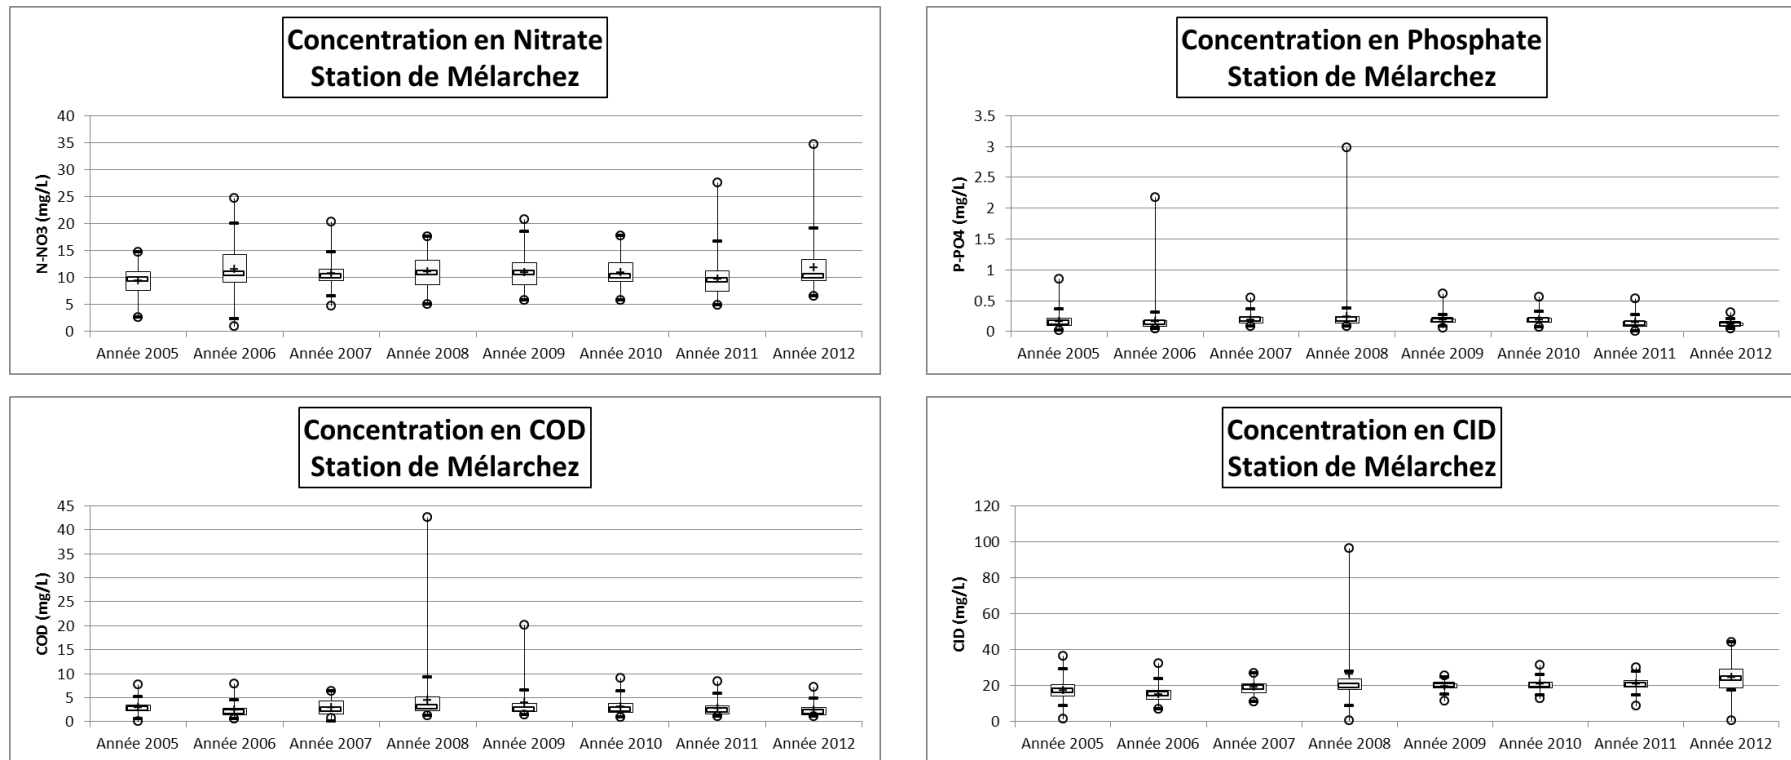 Concentration en Nitrate
Station de Mélarchez
N-NO3 (mg/L)
40
35
30
25
20
15
10
5
0
Année 2005 Année 2006 Année 2007 Année 2008 Année 2009 Année 2010 Année 2011 Année 2012
Concentration en Phosphate
Station de Mélarchez
P-PO4 (mg/L)
3.5
3
2.5
2
1.5
1
0.5
0
Année 2005 Année 2006 Année 2007 Année 2008 Année 2009 Année 2010 Année 2011 Année 2012
Concentration en COD
Station de Mélarchez
COD (mg/L)
45
40
35
30
25
20
15
10
5
0
Année 2005 Année 2006 Année 2007 Année 2008 Année 2009 Année 2010 Année 2011 Année 2012
Concentration en CID
Station de Mélarchez
CID (mg/L)
120
100
80
60
40
20
0
Année 2005 Année 2006 Année 2007 Année 2008 Année 2009 Année 2010 Année 2011 Année 2012